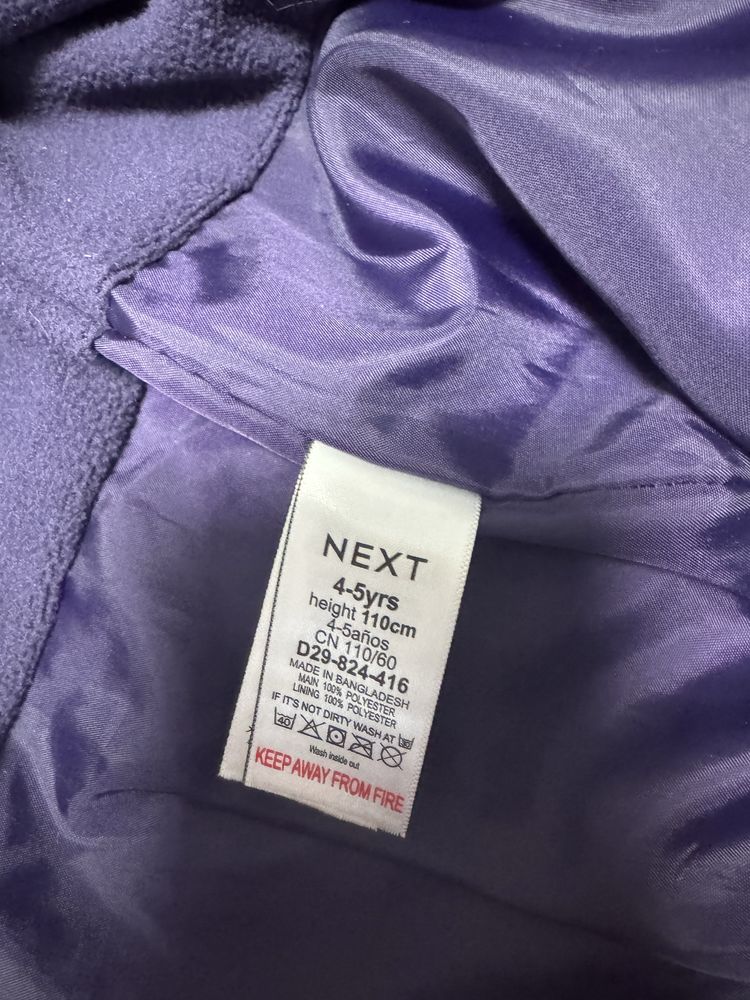 NEXT
4-5yrs
height 110cm
4-5años
CN 110/60
D29-824-416
MADE IN BANGLADESH
MAIN 100% POLYESTER
LINING 100% POLYESTER
IF IT'S NOT DIRTY WASH AT 30
40
Wash inside out
KEEP AWAY FROM FIRE